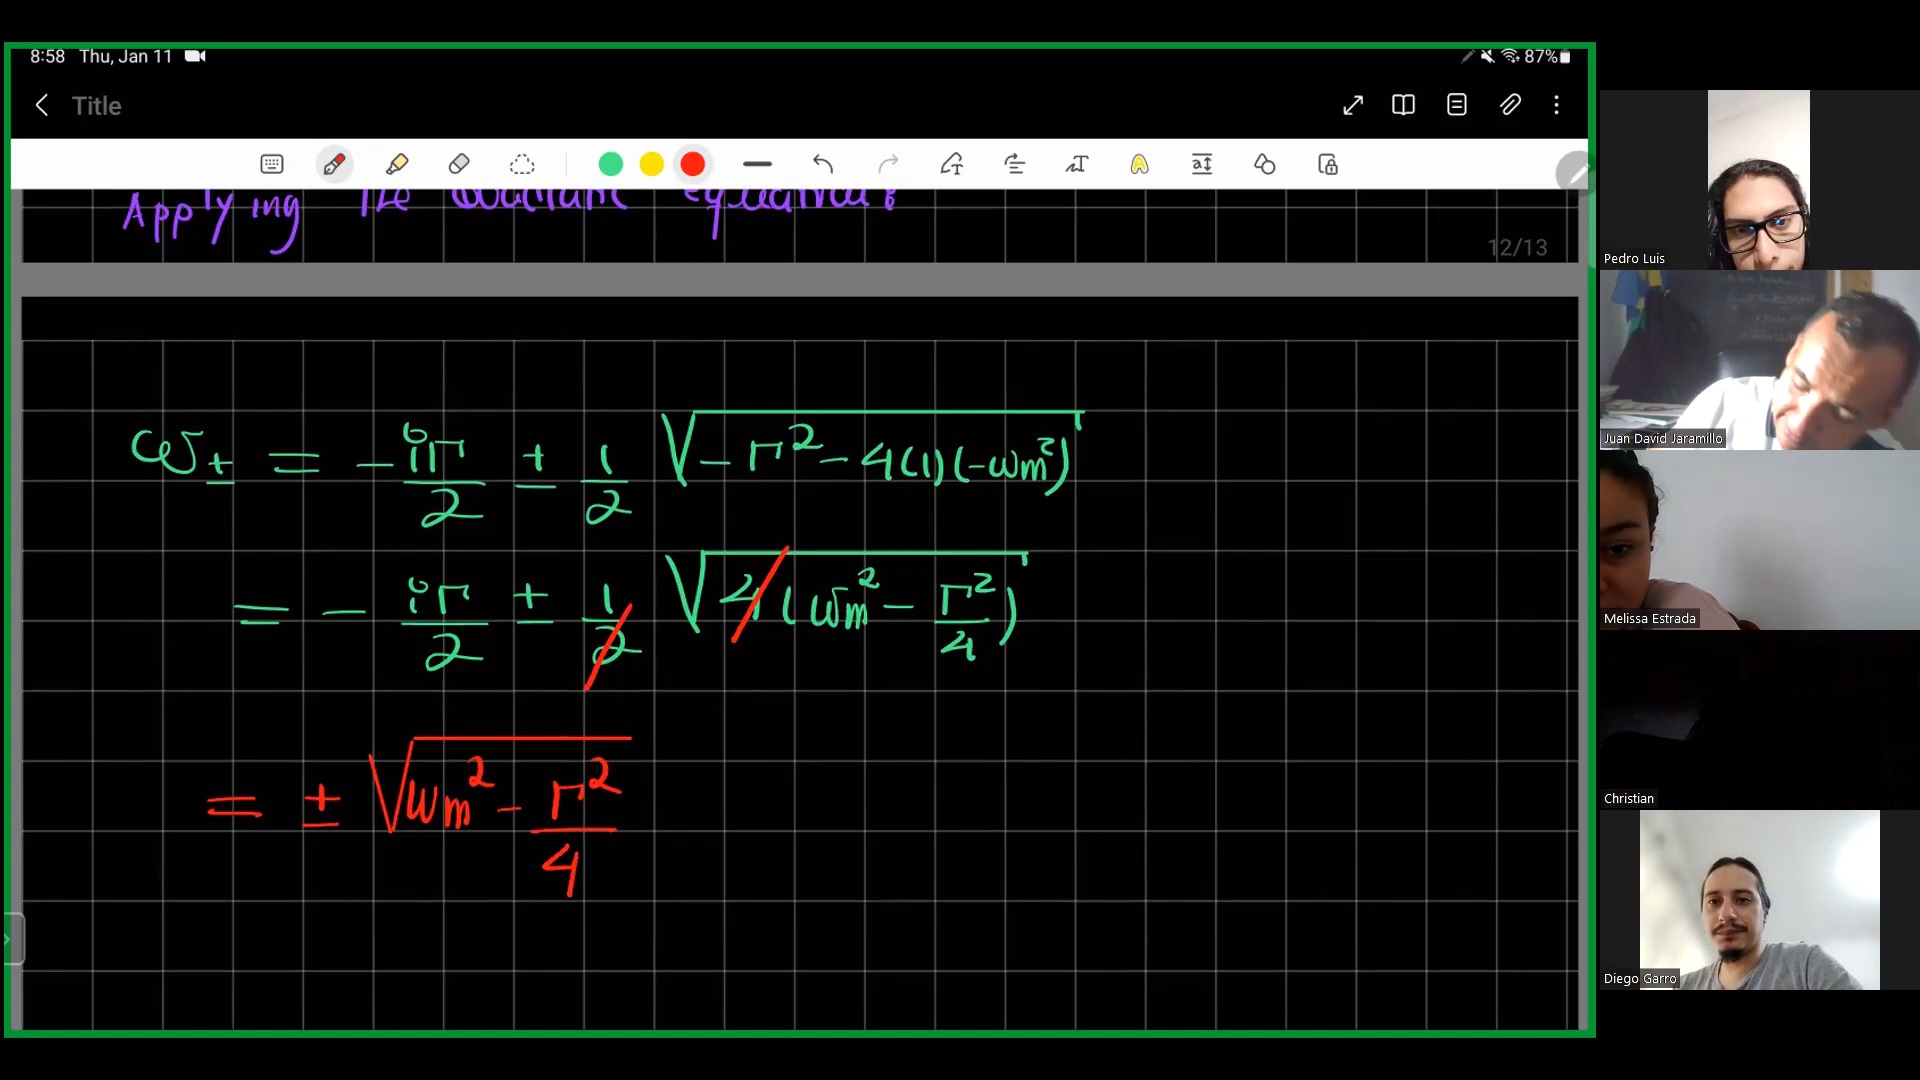 8:58 Thu, Jan 11 87%
Title
Applying the equation
12/13
ω± = - iΓ/2 ± 1/2 √(-Γ² - 4(1)(-ωm²))
= - iΓ/2 ± 1/2 √(4(ωm² - Γ²/4))
= ± √(ωm² - Γ²/4)
Pedro Luis
Juan David Jaramillo
Melissa Estrada
Christian
Diego Garro